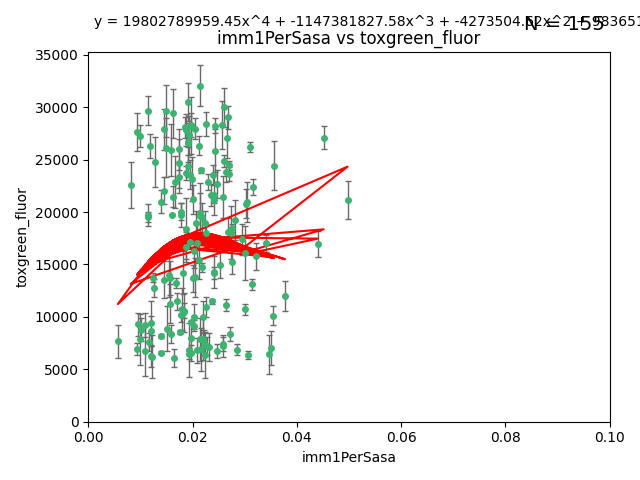 y = 19802789959.45x^4 + -1147381827.58x^3 +
N = 155
imm1PerSasa vs toxgreen_fluor
35000
30000
25000
20000
15000
10000
5000
0
toxgreen_fluor
0.00 0.02 0.04 0.06 0.08 0.10
imm1PerSasa